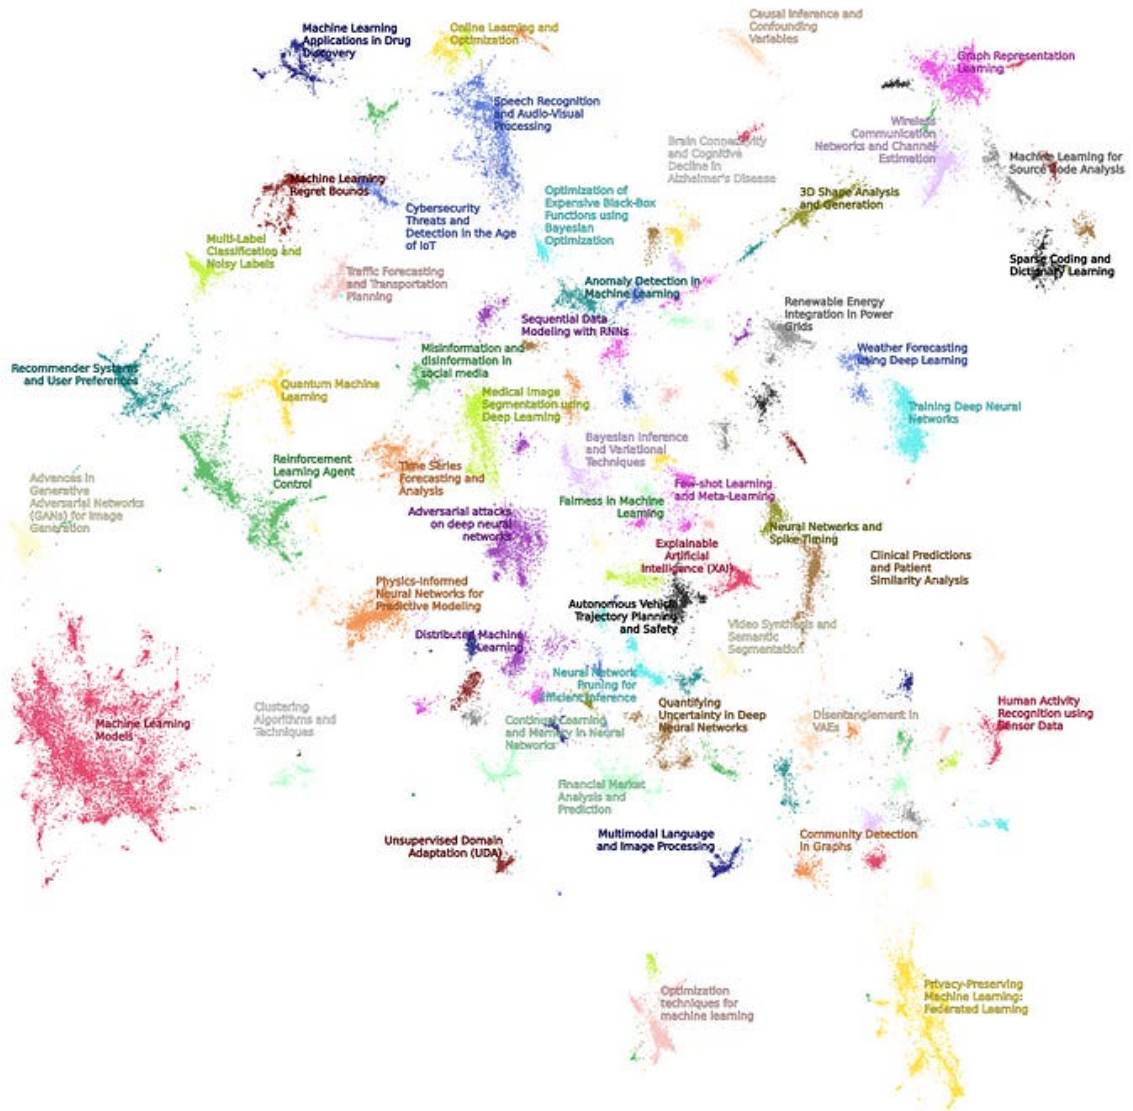 Machine Learning
Applications in Drug
Discovery
Online Learning and
Optimization
Causal Inference and
Confounding
Variables
Graph Representation
Learning
Speech Recognition
and Audio-Visual
Processing
Wireless
Communication
Networks and Channel
Estimation
Brain Connectivity
and Cognitive
Decline in
Alzheimer's Disease
Machine Learning for
Source Code Analysis
Machine Learning
Regret Bounds
3D Shape Analysis
and Generation
Optimization of
Expensive Black-Box
Functions using
Bayesian
Optimization
Cybersecurity
Threats and
Detection in the Age
of IoT
Multi-Label
Classification and
Noisy Labels
Sparse Coding and
Dictionary Learning
Traffic Forecasting
and Transportation
Planning
Anomaly Detection in
Machine Learning
Renewable Energy
Integration in Power
Grids
Sequential Data
Modeling with RNNs
Misinformation and
disinformation in
social media
Weather Forecasting
using Deep Learning
Recommender Systems
and User Preferences
Quantum Machine
Learning
Medical Image
Segmentation using
Deep Learning
Training Deep Neural
Networks
Bayesian Inference
and Variational
Techniques
Reinforcement
Learning Agent
Control
Time Series
Forecasting and
Analysis
Advances in
Generative
Adversarial Networks
(GANs) for Image
Generation
Few-shot Learning
and Meta-Learning
Fairness in Machine
Learning
Adversarial attacks
on deep neural
networks
Neural Networks and
Spike Timing
Explainable
Artificial
Intelligence (XAI)
Clinical Predictions
and Patient
Similarity Analysis
Physics-Informed
Neural Networks for
Predictive Modeling
Autonomous Vehicle
Trajectory Planning
and Safety
Video Synthesis and
Semantic
Segmentation
Distributed Machine
Learning
Neural Network
Pruning for
Efficient Inference
Machine Learning
Models
Clustering
Algorithms and
Techniques
Continual Learning
and Memory in Neural
Networks
Quantifying
Uncertainty in Deep
Neural Networks
Disentanglement in
VAEs
Human Activity
Recognition using
Sensor Data
Financial Market
Analysis and
Prediction
Unsupervised Domain
Adaptation (UDA)
Multimodal Language
and Image Processing
Community Detection
in Graphs
Optimization
techniques for
machine learning
Privacy-Preserving
Machine Learning:
Federated Learning